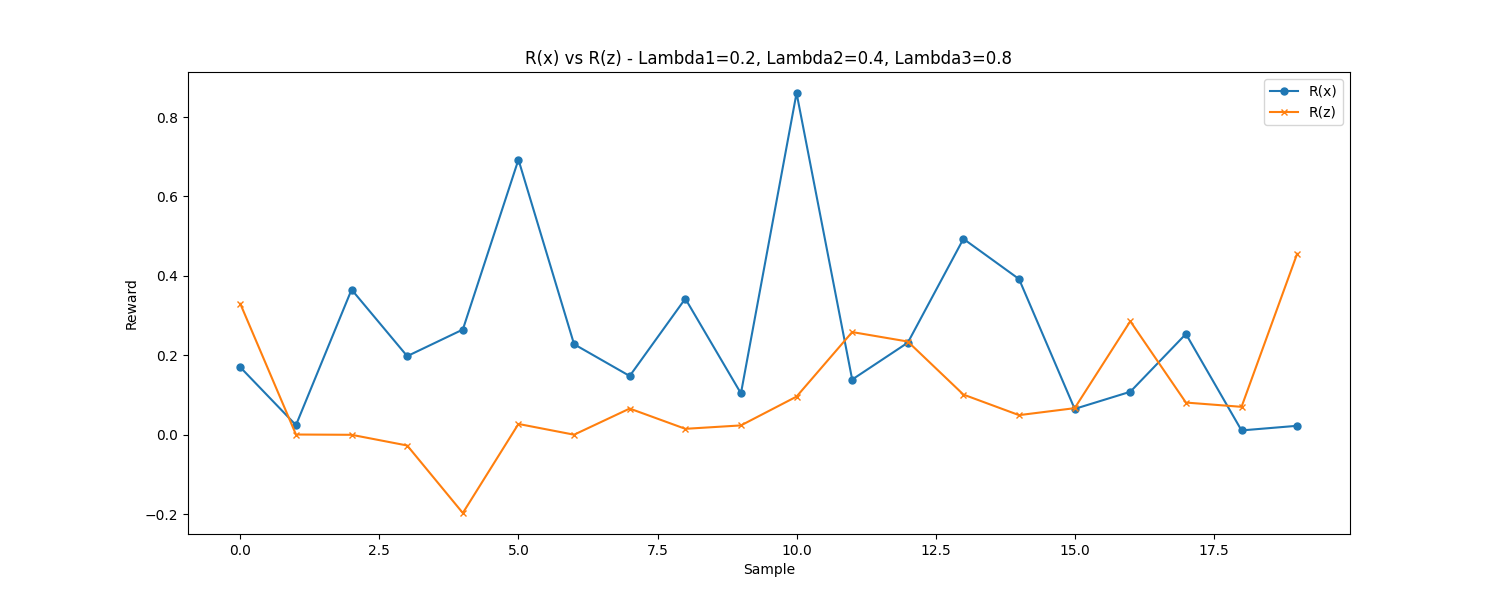 R(x) vs R(z) - Lambda1=0.2, Lambda2=0.4, Lambda3=0.8
R(x)
R(z)
0.8
0.6
0.4
0.2
0.0
−0.2
Reward
0.0 2.5 5.0 7.5 10.0 12.5 15.0 17.5
Sample